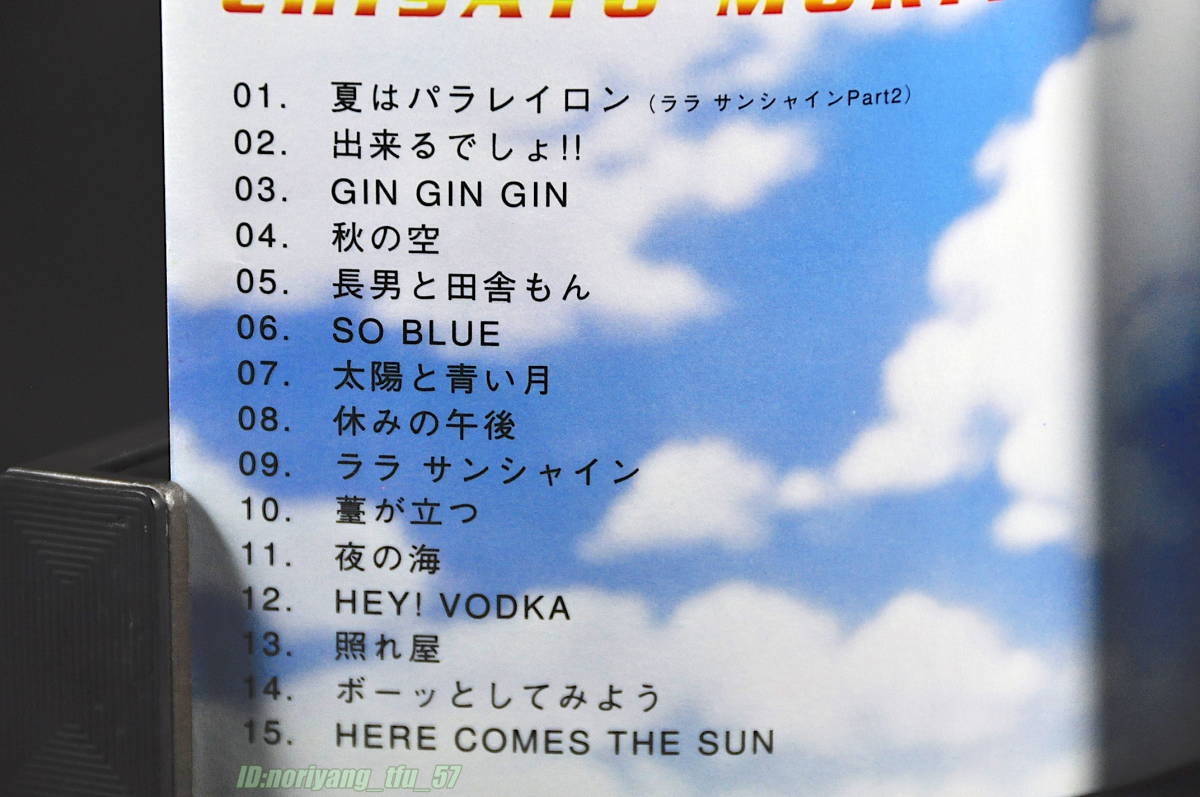 CHISATO MORI
01. 夏はパラレイロン (ララ サンシャインPart2)
02. 出来るでしょ!!
03. GIN GIN GIN
04. 秋の空
05. 長男と田舎もん
06. SO BLUE
07. 太陽と青い月
08. 休みの午後
09. ララ サンシャイン
10. 薹が立つ
11. 夜の海
12. HEY! VODKA
13. 照れ屋
14. ボーッとしてみよう
15. HERE COMES THE SUN
ID:noriyang_tfu_57